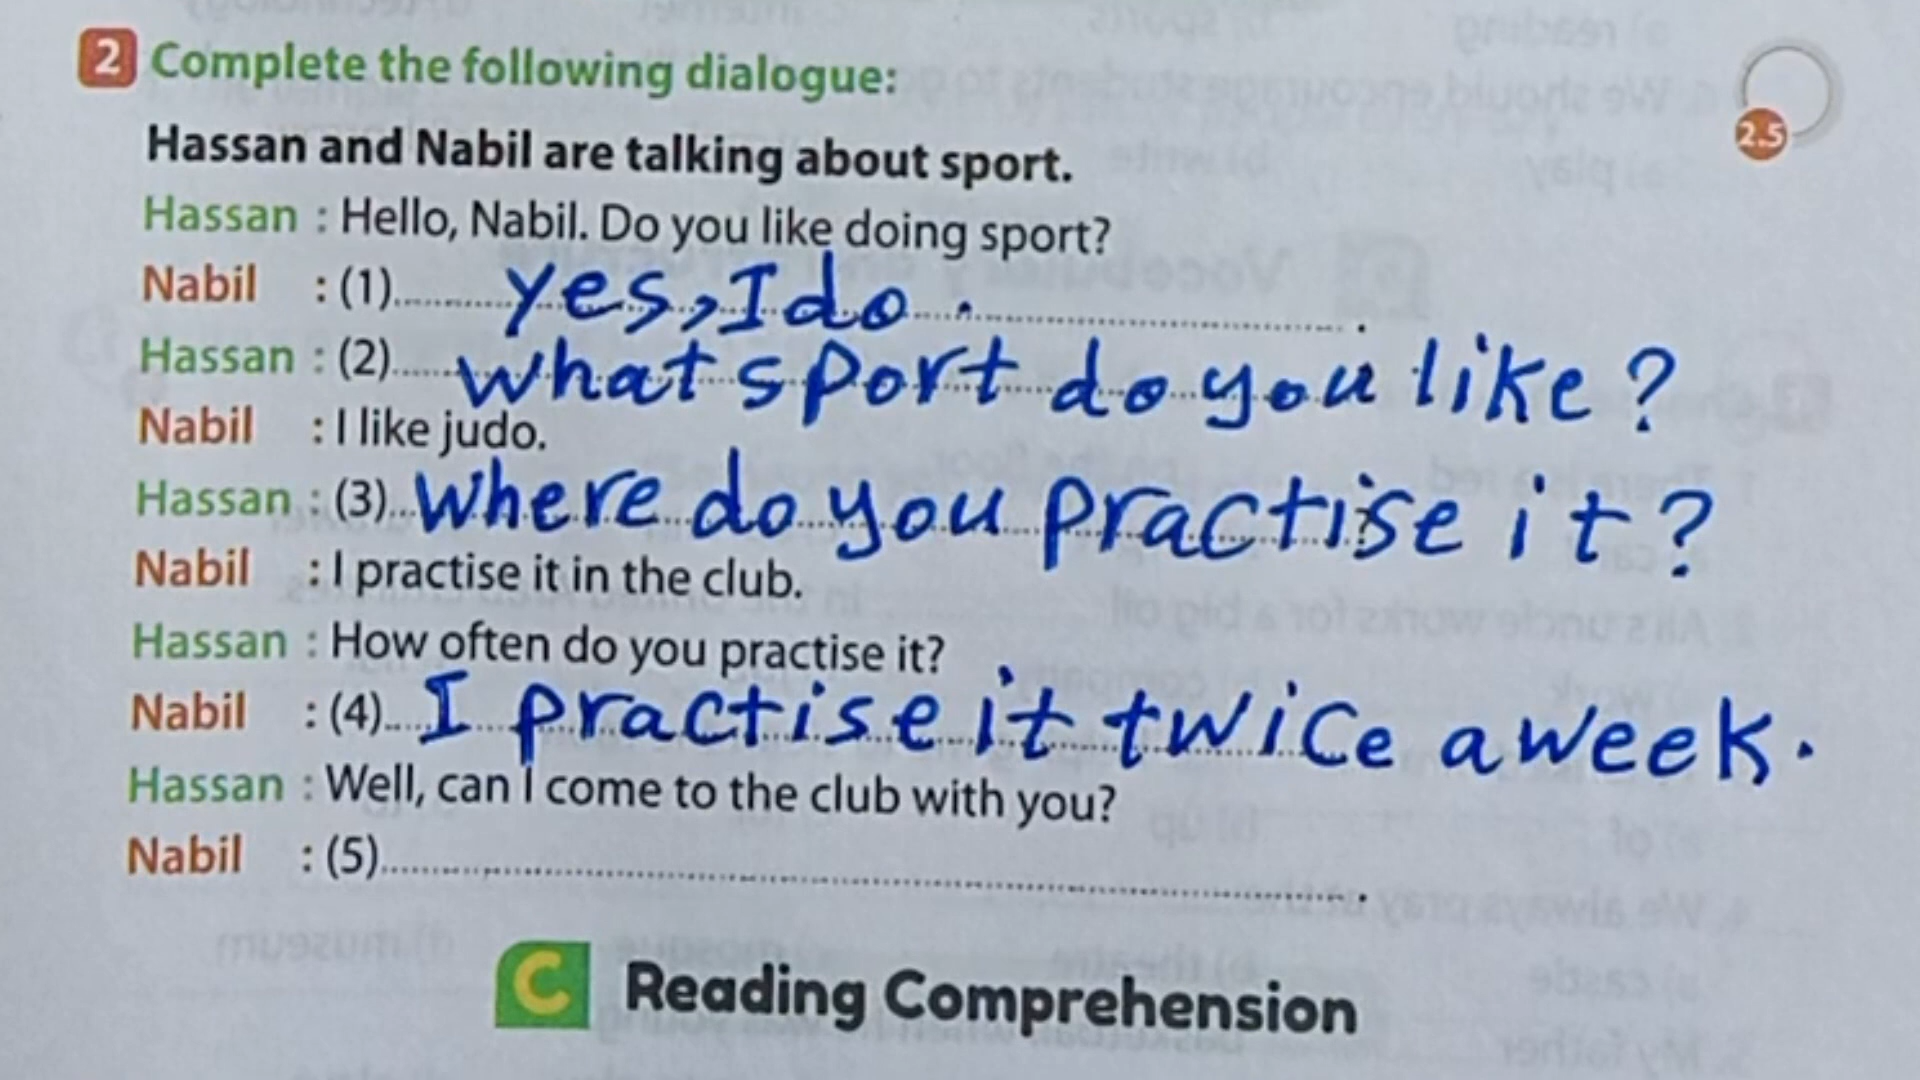 2 Complete the following dialogue:
2.5
Hassan and Nabil are talking about sport.
Hassan : Hello, Nabil. Do you like doing sport?
Nabil : (1)........ yes, I do . ........................ .
Hassan : (2)..... what sport do you like?
Nabil : I like judo.
Hassan : (3)... where do you practise it?
Nabil : I practise it in the club.
Hassan : How often do you practise it?
Nabil : (4)... I practise it twice a week.
Hassan : Well, can I come to the club with you?
Nabil : (5)................................................ .
C Reading Comprehension